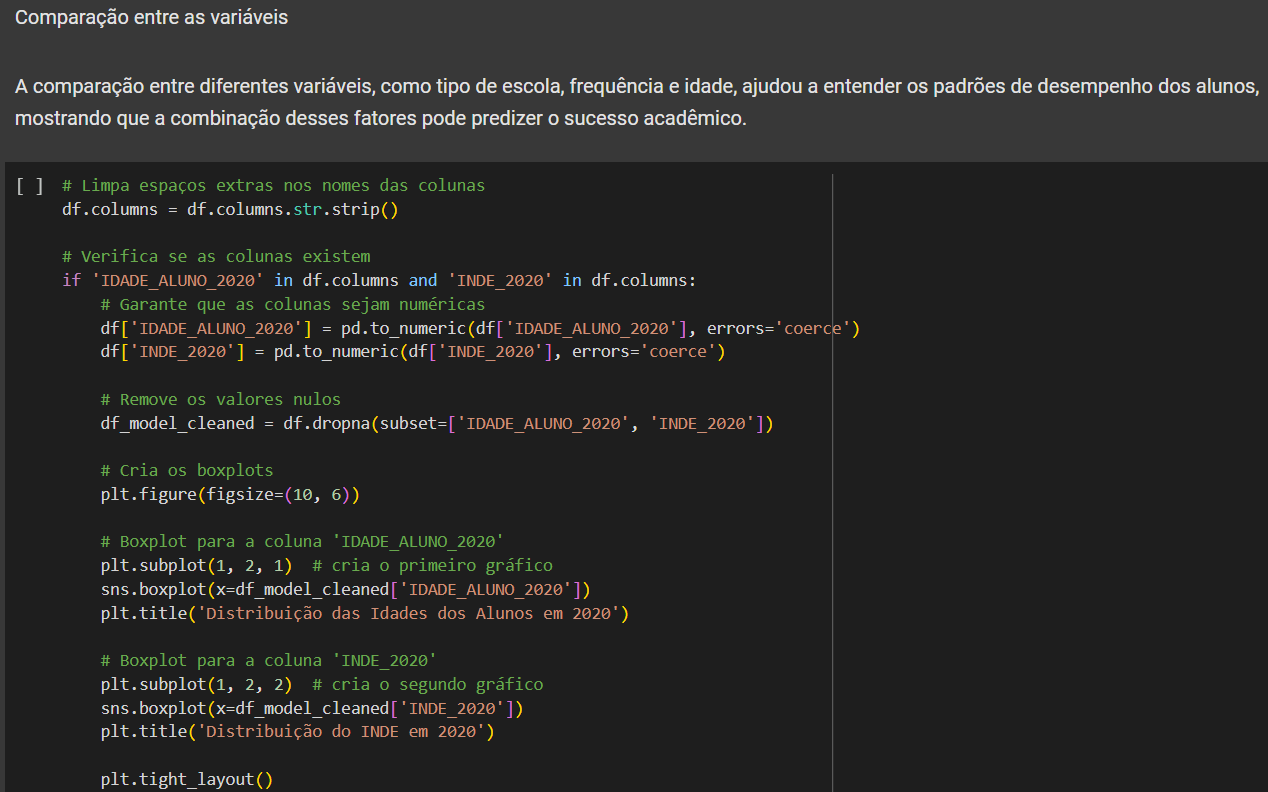 Comparação entre as variáveis
A comparação entre diferentes variáveis, como tipo de escola, frequência e idade, ajudou a entender os padrões de desempenho dos alunos,
mostrando que a combinação desses fatores pode predizer o sucesso acadêmico.
[ ] # Limpa espaços extras nos nomes das colunas
df.columns = df.columns.str.strip()
# Verifica se as colunas existem
if 'IDADE_ALUNO_2020' in df.columns and 'INDE_2020' in df.columns:
# Garante que as colunas sejam numéricas
df['IDADE_ALUNO_2020'] = pd.to_numeric(df['IDADE_ALUNO_2020'], errors='coerce')
df['INDE_2020'] = pd.to_numeric(df['INDE_2020'], errors='coerce')
# Remove os valores nulos
df_model_cleaned = df.dropna(subset=['IDADE_ALUNO_2020', 'INDE_2020'])
# Cria os boxplots
plt.figure(figsize=(10, 6))
# Boxplot para a coluna 'IDADE_ALUNO_2020'
plt.subplot(1, 2, 1)  # cria o primeiro gráfico
sns.boxplot(x=df_model_cleaned['IDADE_ALUNO_2020'])
plt.title('Distribuição das Idades dos Alunos em 2020')
# Boxplot para a coluna 'INDE_2020'
plt.subplot(1, 2, 2)  # cria o segundo gráfico
sns.boxplot(x=df_model_cleaned['INDE_2020'])
plt.title('Distribuição do INDE em 2020')
plt.tight_layout()